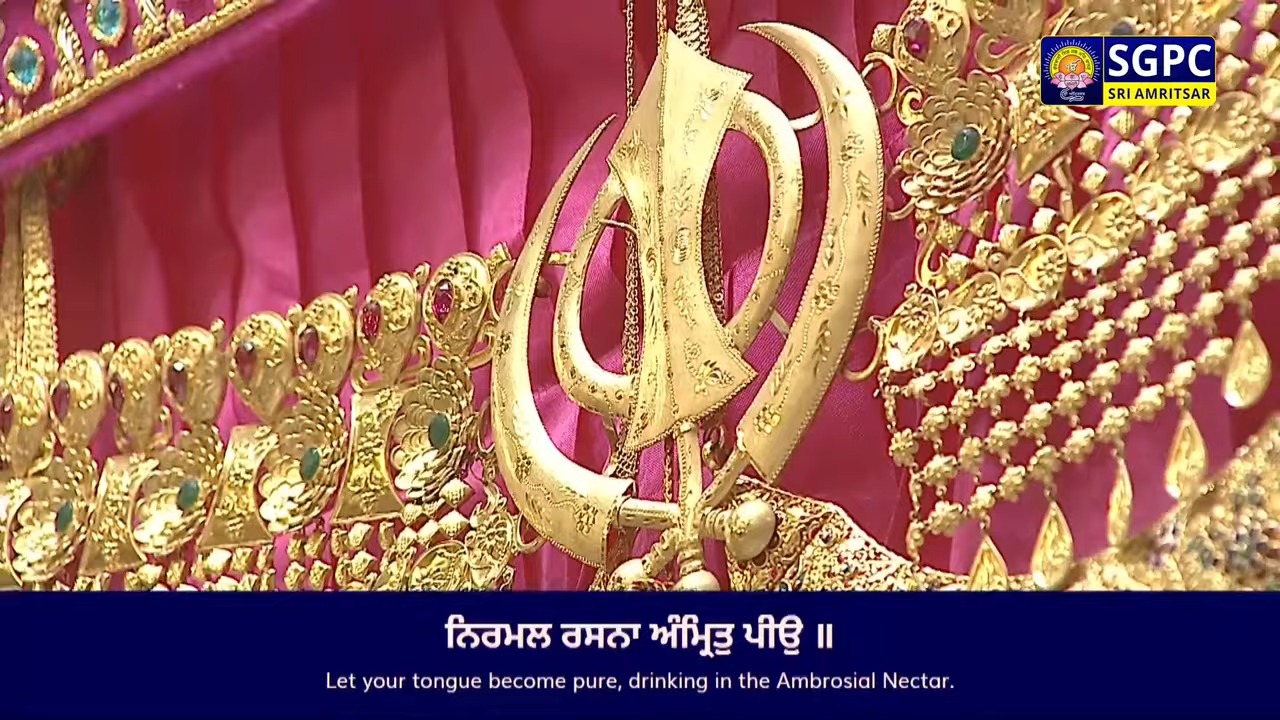 SGPC
SRI AMRITSAR
ਨਿਰਮਲ ਰਸਨਾ ਅੰਮ੍ਰਿਤੁ ਪੀਉ ॥
Let your tongue become pure, drinking in the Ambrosial Nectar.